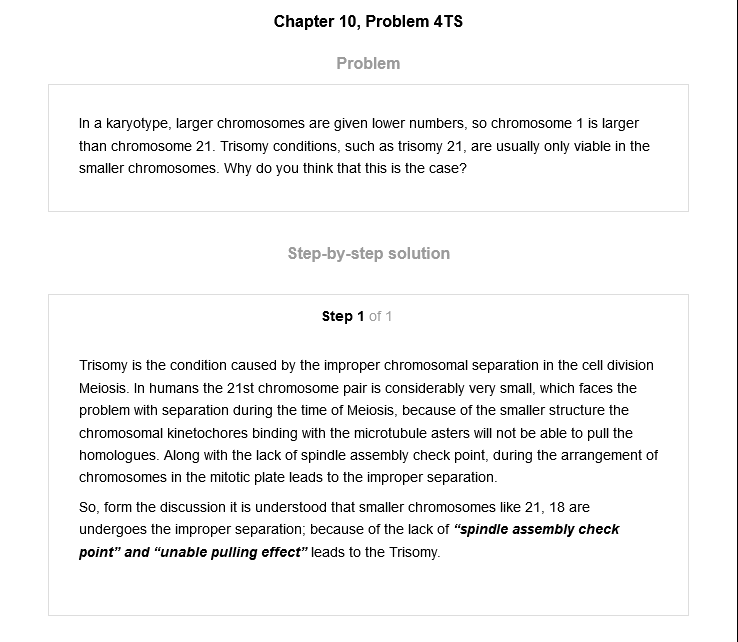 Chapter 10, Problem 4TS
Problem
In a karyotype, larger chromosomes are given lower numbers, so chromosome 1 is larger
than chromosome 21. Trisomy conditions, such as trisomy 21, are usually only viable in the
smaller chromosomes. Why do you think that this is the case?
Step-by-step solution
Step 1 of 1
Trisomy is the condition caused by the improper chromosomal separation in the cell division
Meiosis. In humans the 21st chromosome pair is considerably very small, which faces the
problem with separation during the time of Meiosis, because of the smaller structure the
chromosomal kinetochores binding with the microtubule asters will not be able to pull the
homologues. Along with the lack of spindle assembly check point, during the arrangement of
chromosomes in the mitotic plate leads to the improper separation.
So, form the discussion it is understood that smaller chromosomes like 21, 18 are
undergoes the improper separation; because of the lack of “spindle assembly check
point” and “unable pulling effect” leads to the Trisomy.